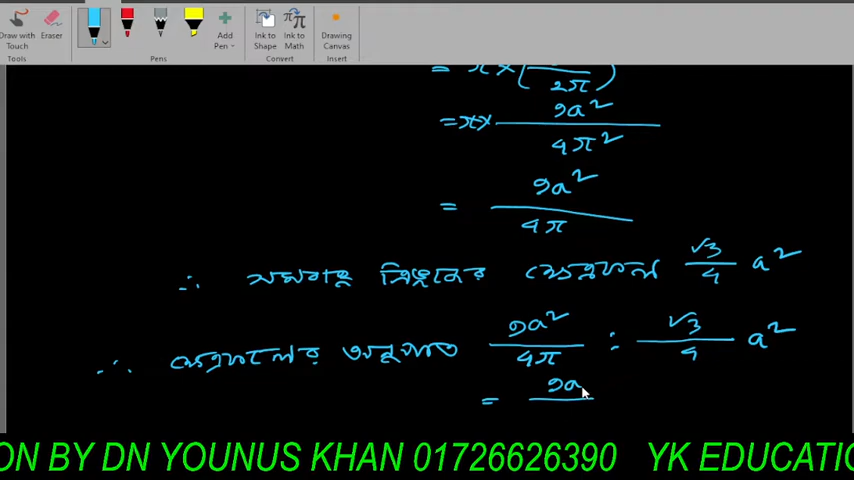 Draw with Touch
Eraser
Add Pen
Ink to Shape
Ink to Math
Drawing Canvas
Tools
Pens
Convert
Insert
= π×( / 2π )
= π× 9a² / 4π²
= 9a² / 4π
∴ সমবাহু ত্রিভুজের ক্ষেত্রফল √3/4 a²
∴ ক্ষেত্রফলের অনুপাত 9a² / 4π : √3/4 a²
= 9a
ON BY DN YOUNUS KHAN 01726626390 YK EDUCATIO